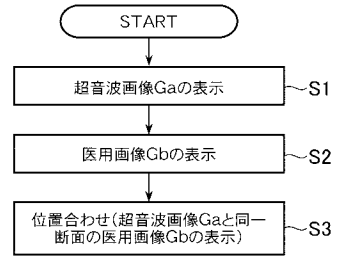 START
超音波画像Gaの表示
S1
医用画像Gbの表示
S2
位置合わせ(超音波画像Gaと同一
断面の医用画像Gbの表示)
S3